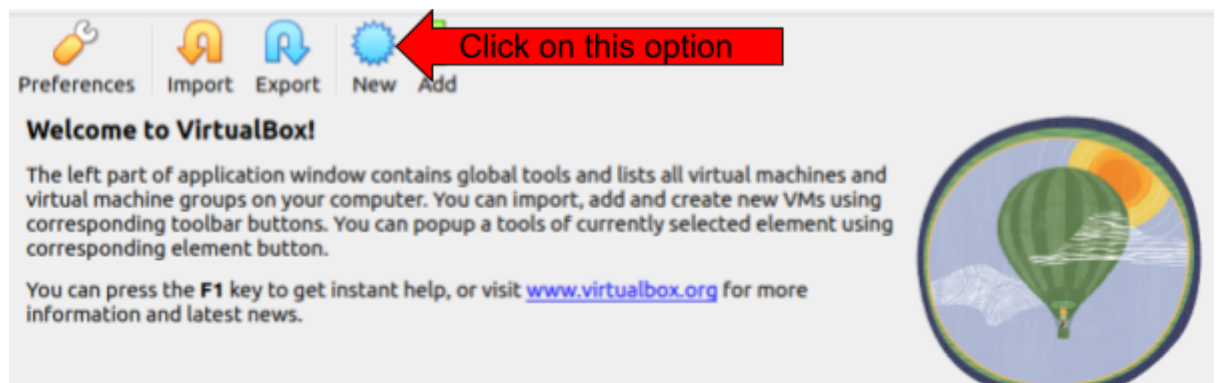 Click on this option
Preferences Import Export New Add
Welcome to VirtualBox!
The left part of application window contains global tools and lists all virtual machines and
virtual machine groups on your computer. You can import, add and create new VMs using
corresponding toolbar buttons. You can popup a tools of currently selected element using
corresponding element button.
You can press the F1 key to get instant help, or visit www.virtualbox.org for more
information and latest news.